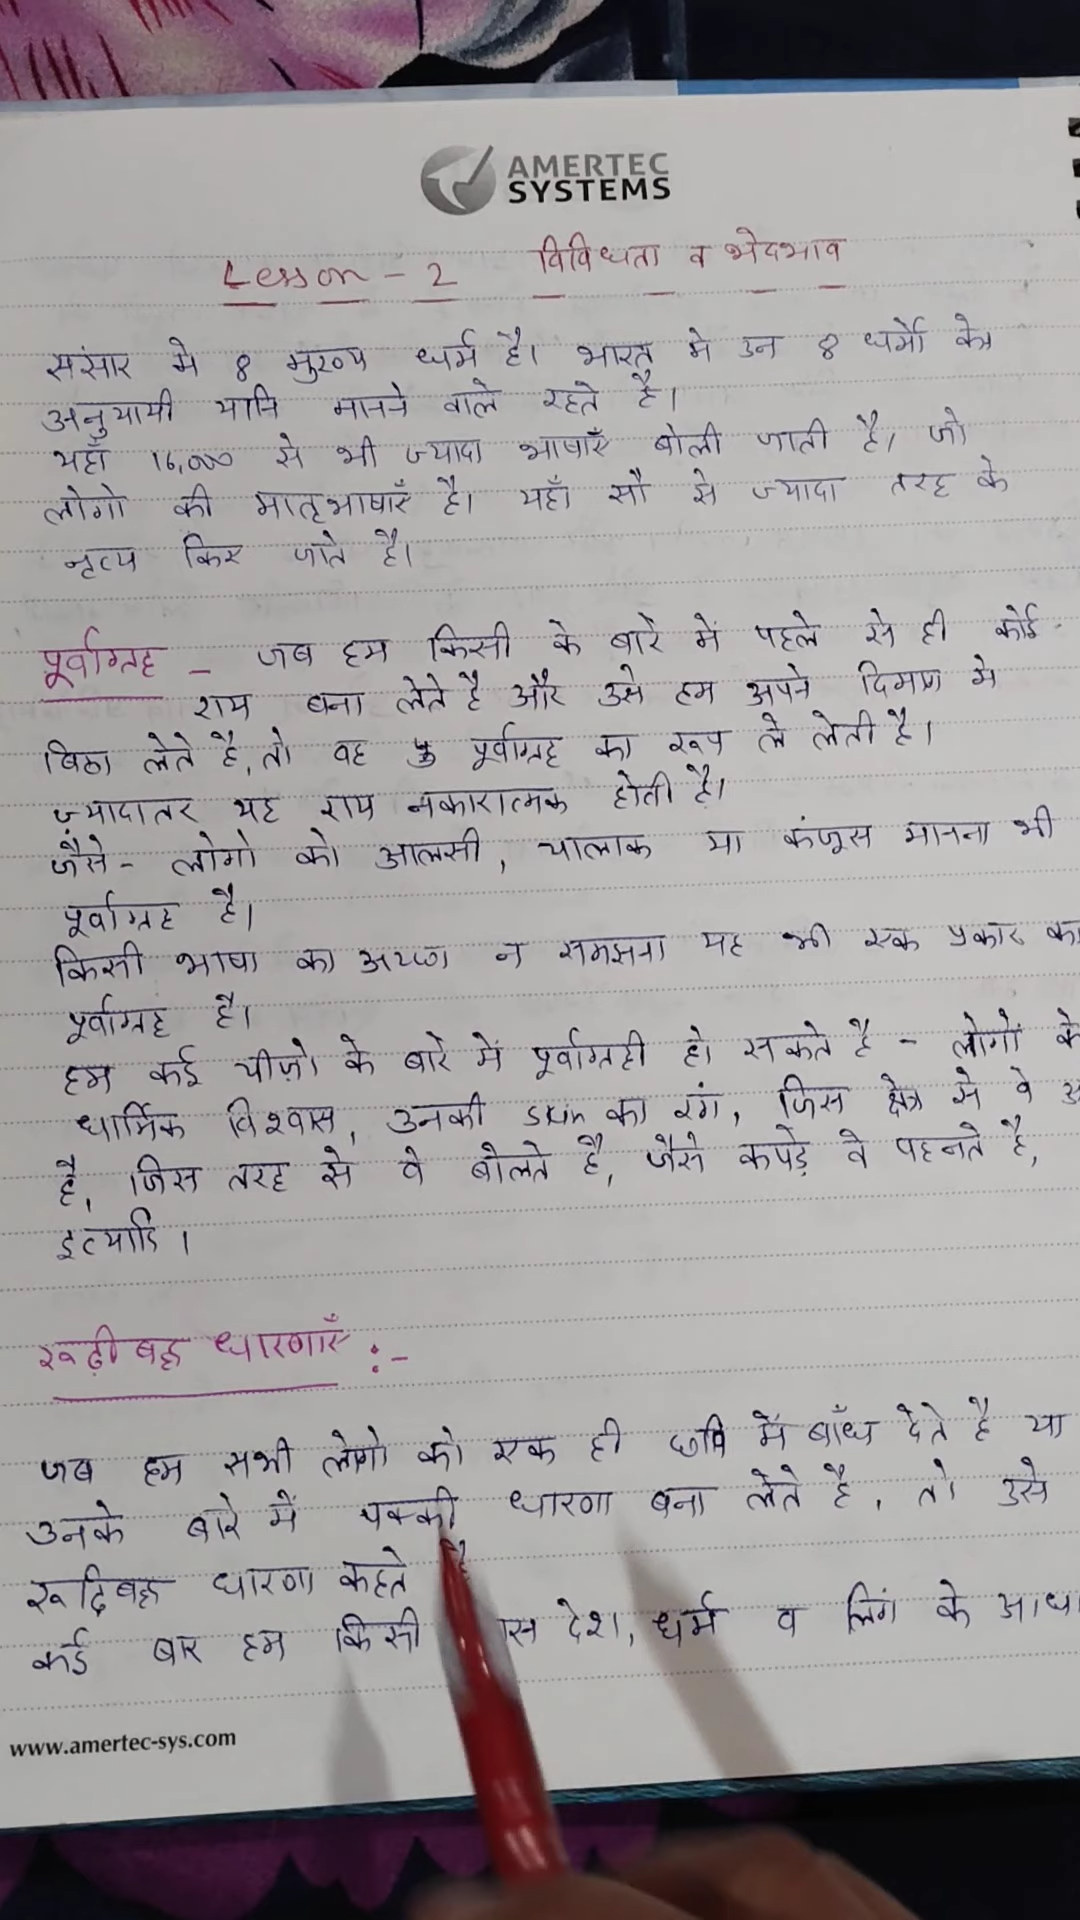 AMERTEC
SYSTEMS
Lesson - 2 विविधता व भेदभाव
संसार मे 8 मुख्य धर्म है। भारत मे उन 8 धर्मो के
अनुयायी यानि मानने वाले रहते है।
यहाँ 16,000 से भी ज्यादा भाषाएँ बोली जाती है, जो
लोगो की मातृभाषाएँ है। यहाँ सौ से ज्यादा तरह के
नृत्य किए जाते है।
पूर्वाग्रह - जब हम किसी के बारे में पहले से ही कोई
राय बना लेते है और उसे हम अपने दिमाग मे
बिठा लेते है, तो वह पूर्वाग्रह का रूप ले लेती है।
ज़्यादातर यह राय नकारात्मक होती है।
जैसे - लोगो को आलसी, चालाक या कंजूस मानना भी
पूर्वाग्रह है।
किसी भाषा का अच्छा न समझना यह भी एक प्रकार का
पूर्वाग्रह है।
हम कई चीज़ो के बारे में पूर्वाग्रही हो सकते है - लोगों के
धार्मिक विश्वास, उनकी skin का रंग, जिस क्षेत्र से वे
है, जिस तरह से वे बोलते है, जैसे कपड़े वे पहनते है,
इत्यादि।
रूढ़ीबद्ध धारणाएँ :-
जब हम सभी लोगो को एक ही छवि में बाँध देते है या
उनके बारे में पक्की धारणा बना लेते है, तो उसे
रूढ़िबद्ध धारणा कहते है
कई बार हम किसी देश, धर्म व लिंग के
www.amertec-sys.com